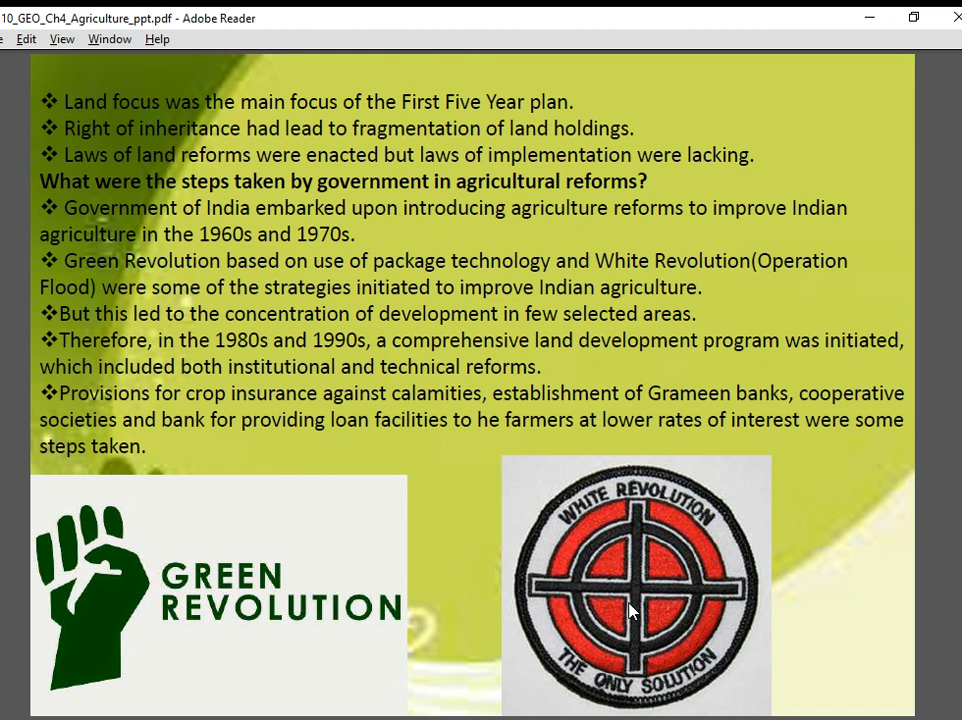 10_GEO_Ch4_Agriculture_ppt.pdf - Adobe Reader
e Edit View Window Help
❖ Land focus was the main focus of the First Five Year plan.
❖ Right of inheritance had lead to fragmentation of land holdings.
❖ Laws of land reforms were enacted but laws of implementation were lacking.
What were the steps taken by government in agricultural reforms?
❖ Government of India embarked upon introducing agriculture reforms to improve Indian
agriculture in the 1960s and 1970s.
❖ Green Revolution based on use of package technology and White Revolution(Operation
Flood) were some of the strategies initiated to improve Indian agriculture.
❖But this led to the concentration of development in few selected areas.
❖Therefore, in the 1980s and 1990s, a comprehensive land development program was initiated,
which included both institutional and technical reforms.
❖Provisions for crop insurance against calamities, establishment of Grameen banks, cooperative
societies and bank for providing loan facilities to he farmers at lower rates of interest were some
steps taken.
GREEN
REVOLUTION
WHITE REVOLUTION
THE ONLY SOLUTION